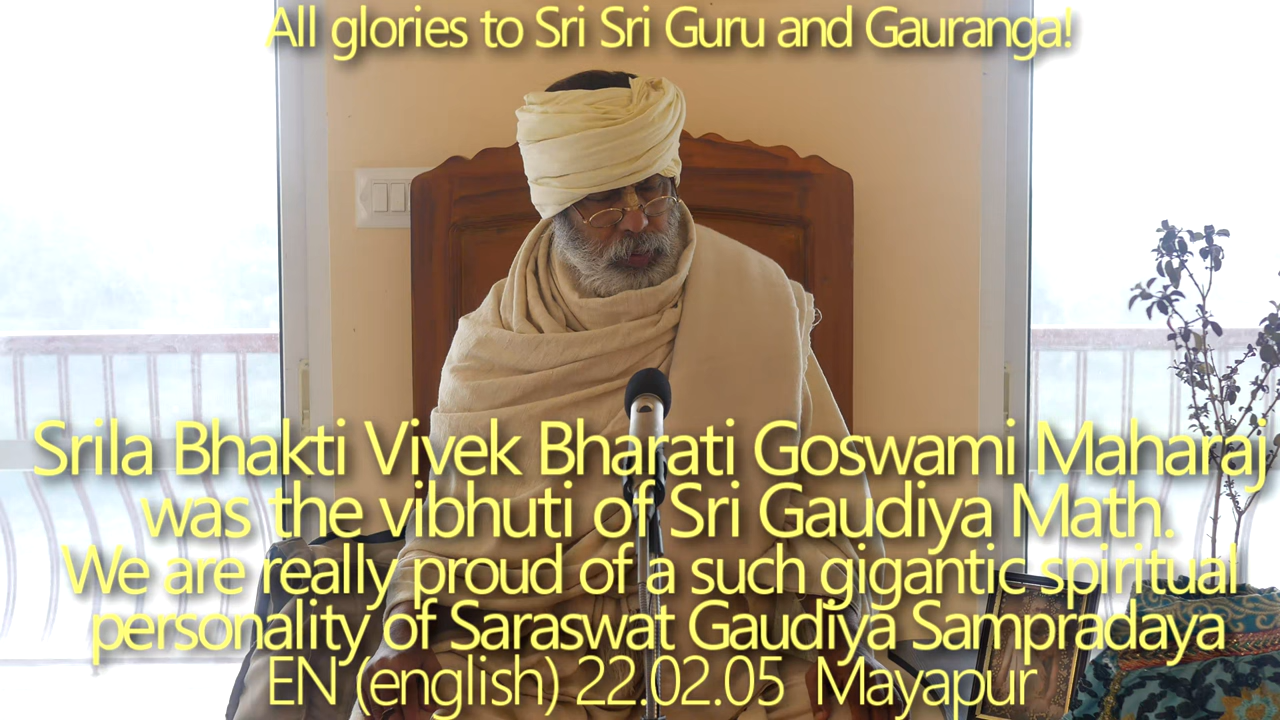 All glories to Sri Sri Guru and Gauranga!
Srila Bhakti Vivek Bharati Goswami Maharaj
was the vibhuti of Sri Gaudiya Math.
We are really proud of a such gigantic spiritual
personality of Saraswat Gaudiya Sampradaya
EN (english) 22.02.05 Mayapur